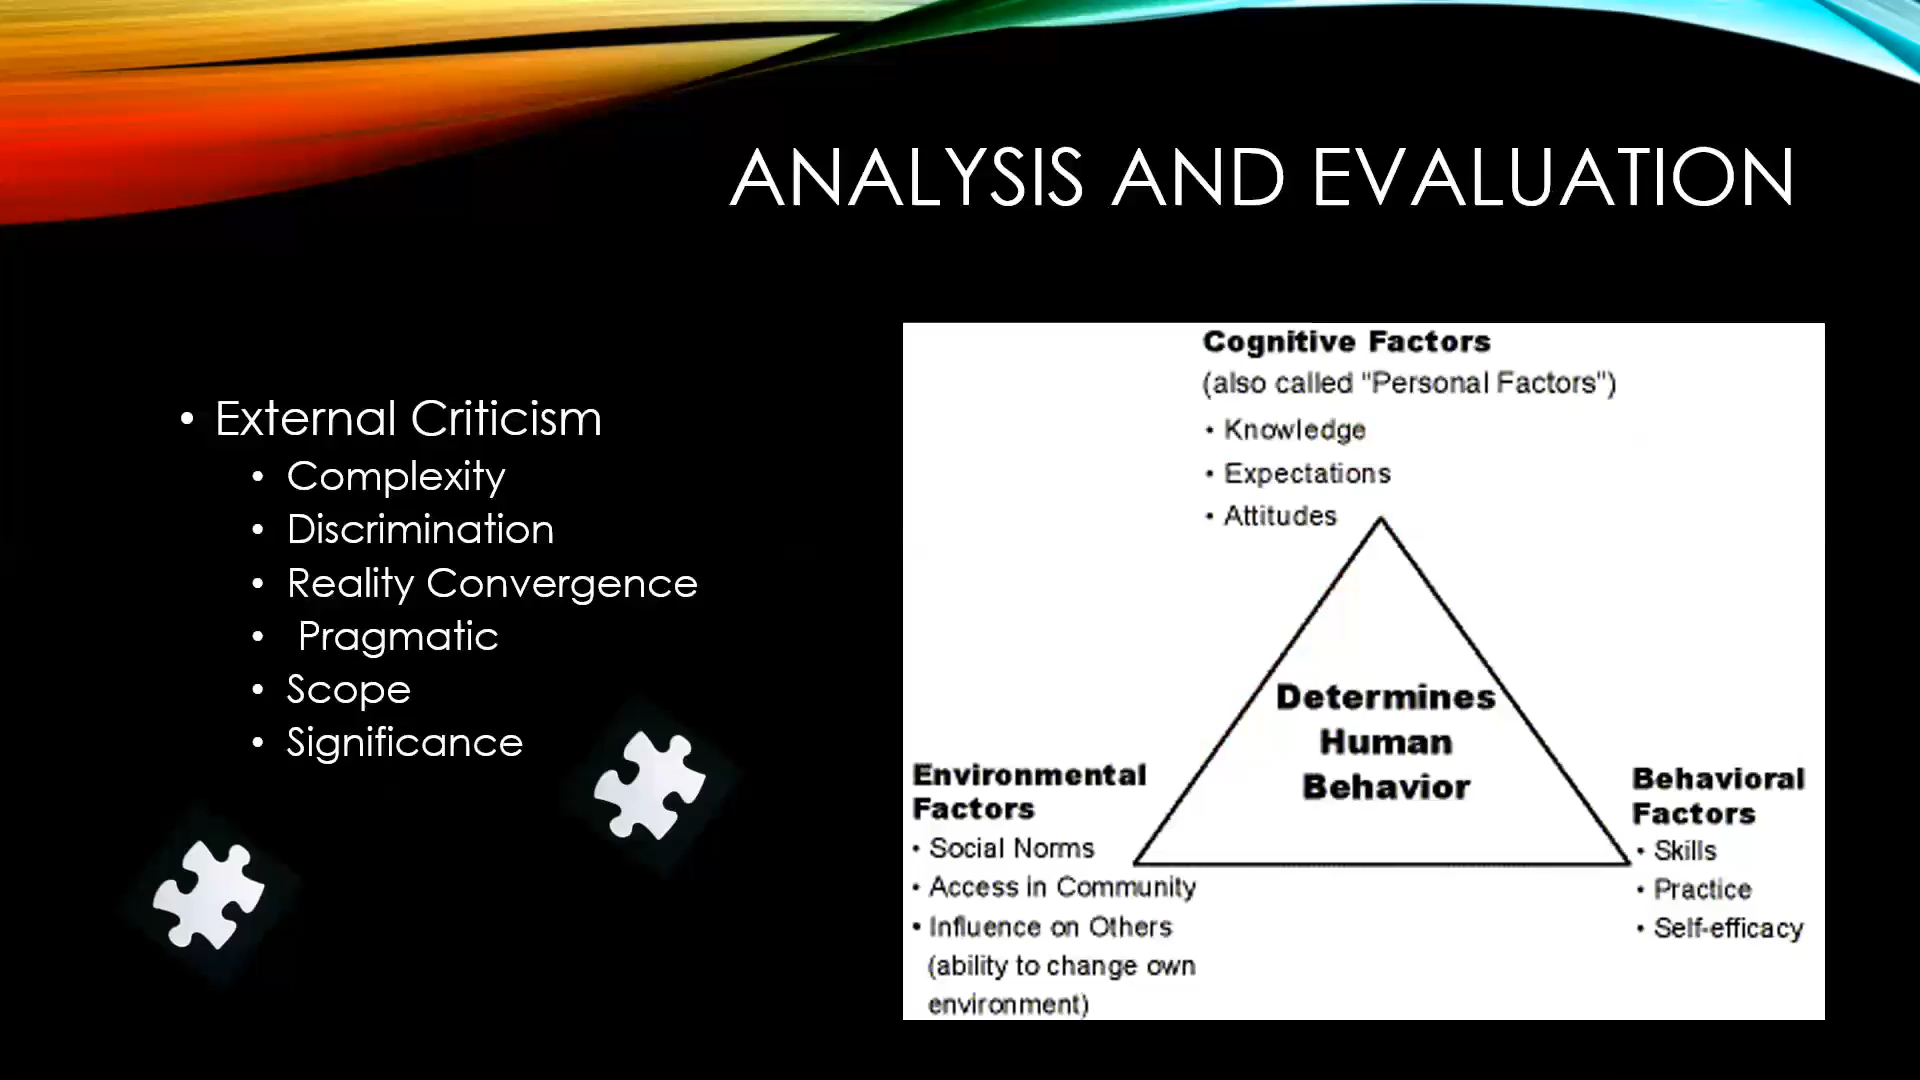 ANALYSIS AND EVALUATION
• External Criticism
• Complexity
• Discrimination
• Reality Convergence
• Pragmatic
• Scope
• Significance
Cognitive Factors
(also called "Personal Factors")
• Knowledge
• Expectations
• Attitudes
Determines
Human
Behavior
Environmental
Factors
• Social Norms
• Access in Community
• Influence on Others
(ability to change own
environment)
Behavioral
Factors
• Skills
• Practice
• Self-efficacy